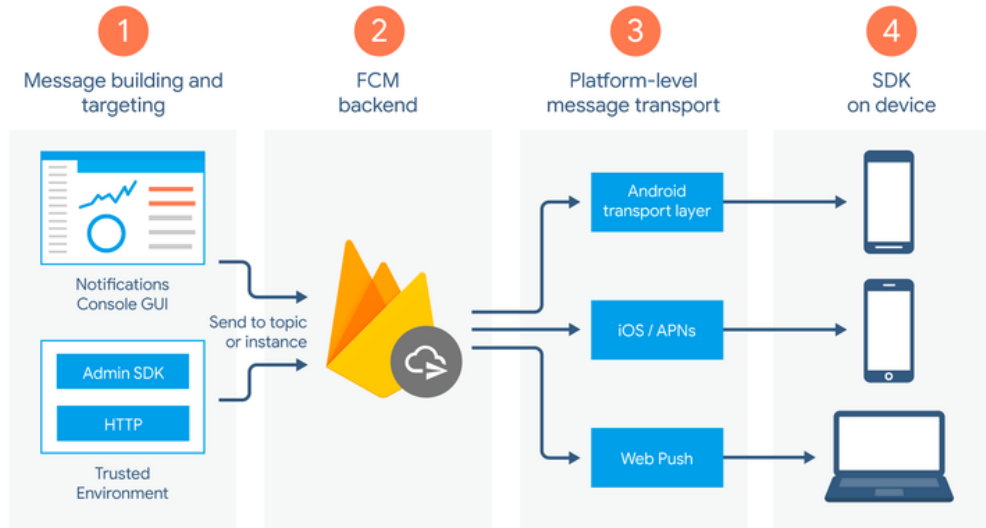 1
Message building and
targeting
2
FCM
backend
3
Platform-level
message transport
4
SDK
on device
Notifications
Console GUI
Admin SDK
HTTP
Trusted
Environment
Send to topic
or instance
Android
transport layer
iOS / APNs
Web Push